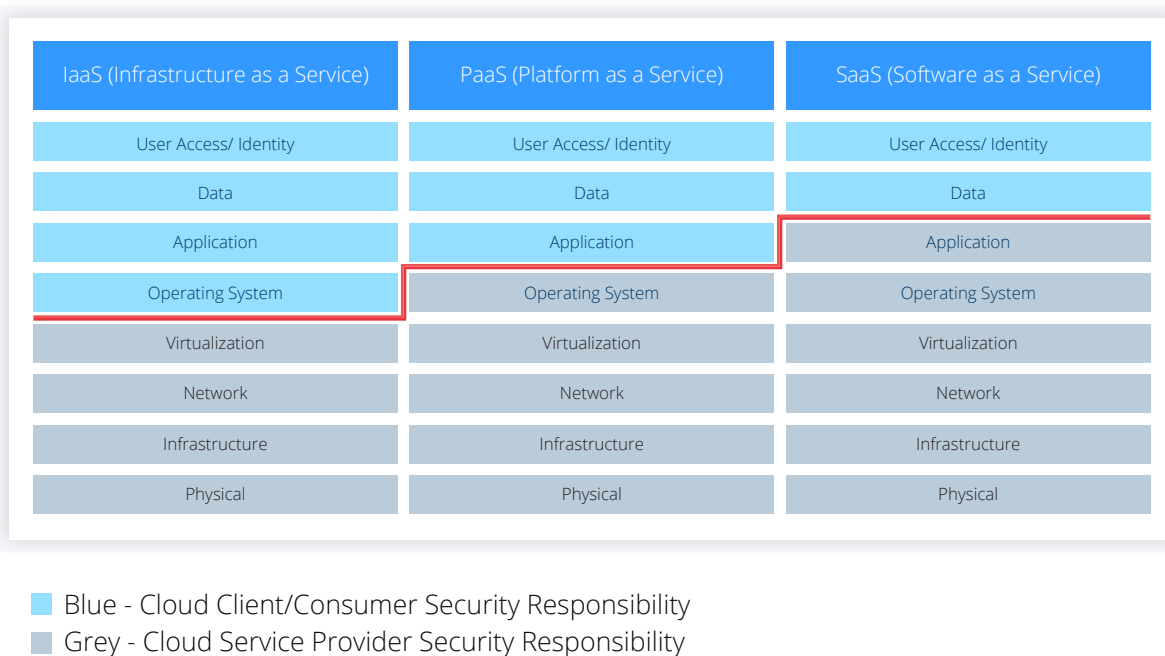 IaaS (Infrastructure as a Service)
PaaS (Platform as a Service)
SaaS (Software as a Service)
User Access/ Identity
User Access/ Identity
User Access/ Identity
Data
Data
Data
Application
Application
Application
Operating System
Operating System
Operating System
Virtualization
Virtualization
Virtualization
Network
Network
Network
Infrastructure
Infrastructure
Infrastructure
Physical
Physical
Physical
Blue - Cloud Client/Consumer Security Responsibility
Grey - Cloud Service Provider Security Responsibility